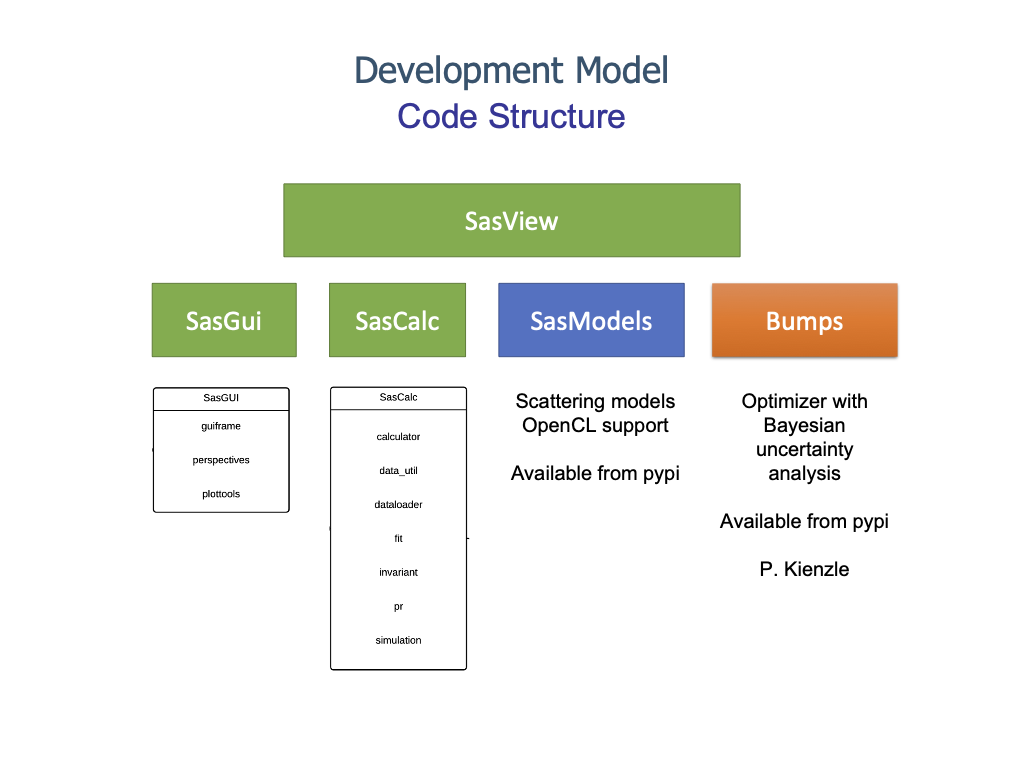 Development Model
Code Structure
SasView
SasGui
SasCalc
SasModels
Bumps
SasGUI
guiframe
perspectives
plottools
SasCalc
calculator
data_util
dataloader
fit
invariant
pr
simulation
Scattering models
OpenCL support
Available from pypi
Optimizer with
Bayesian
uncertainty
analysis
Available from pypi
P. Kienzle